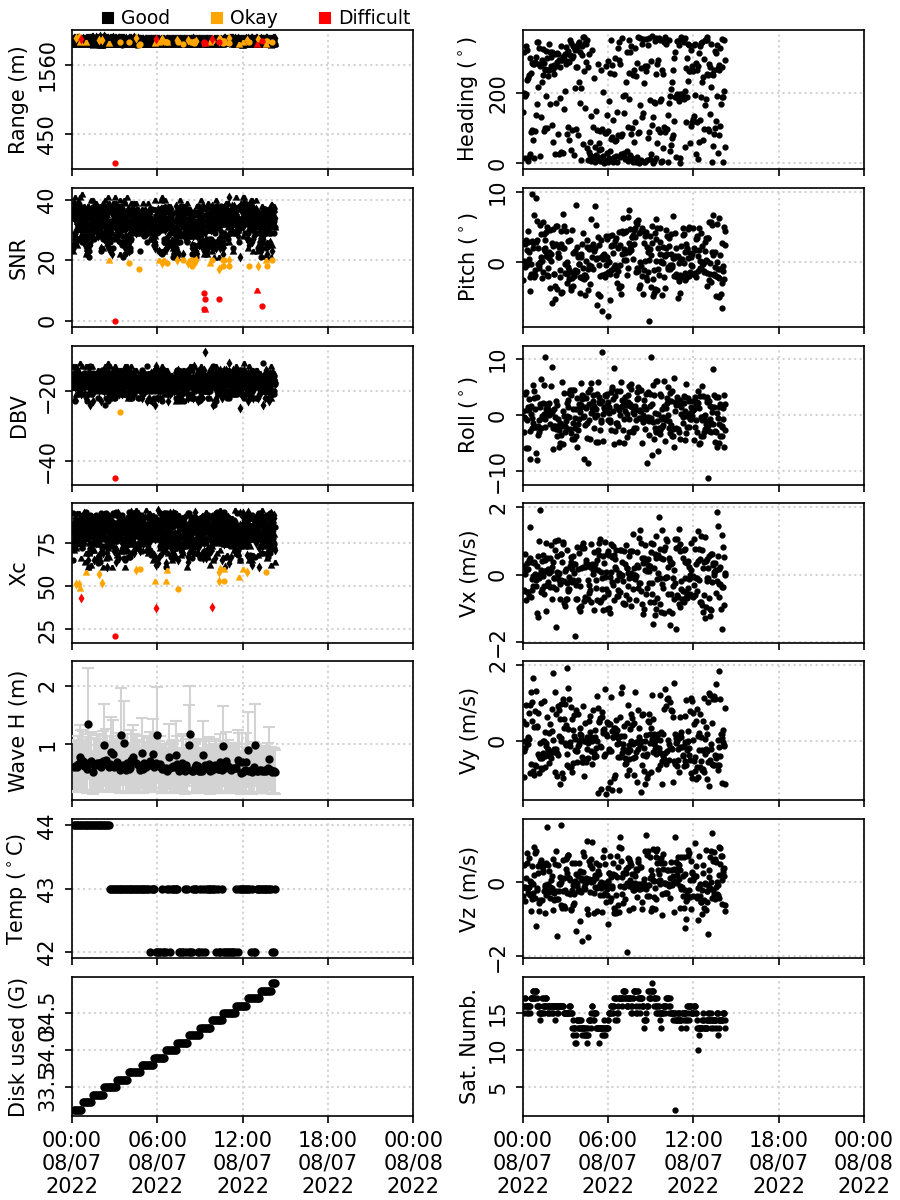 Good Okay Difficult
Range (m)
1560
450
Heading (°)
200
0
SNR
40
20
0
Pitch (°)
10
0
DBV
−20
−40
Roll (°)
10
0
−10
Xc
75
50
25
Vx (m/s)
2
0
−2
Wave H (m)
2
1
Vy (m/s)
2
0
Temp (°C)
44
43
42
Vz (m/s)
0
−2
Disk used (G)
34.5
34.0
33.5
Sat. Numb.
15
10
5
00:00 06:00 12:00 18:00 00:00
08/07 08/07 08/07 08/07 08/08
2022 2022 2022 2022 2022
00:00 06:00 12:00 18:00 00:00
08/07 08/07 08/07 08/07 08/08
2022 2022 2022 2022 2022